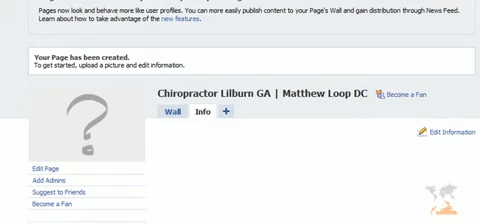 Pages now look and behave more like user profiles. You can more easily publish content to your Page's Wall and gain distribution through News Feed.
Learn about how to take advantage of the new features.
Your Page has been created.
To get started, upload a picture and edit information.
Chiropractor Lilburn GA | Matthew Loop DC
Become a Fan
Wall Info +
Edit Information
Edit Page
Add Admins
Suggest to Friends
Become a Fan